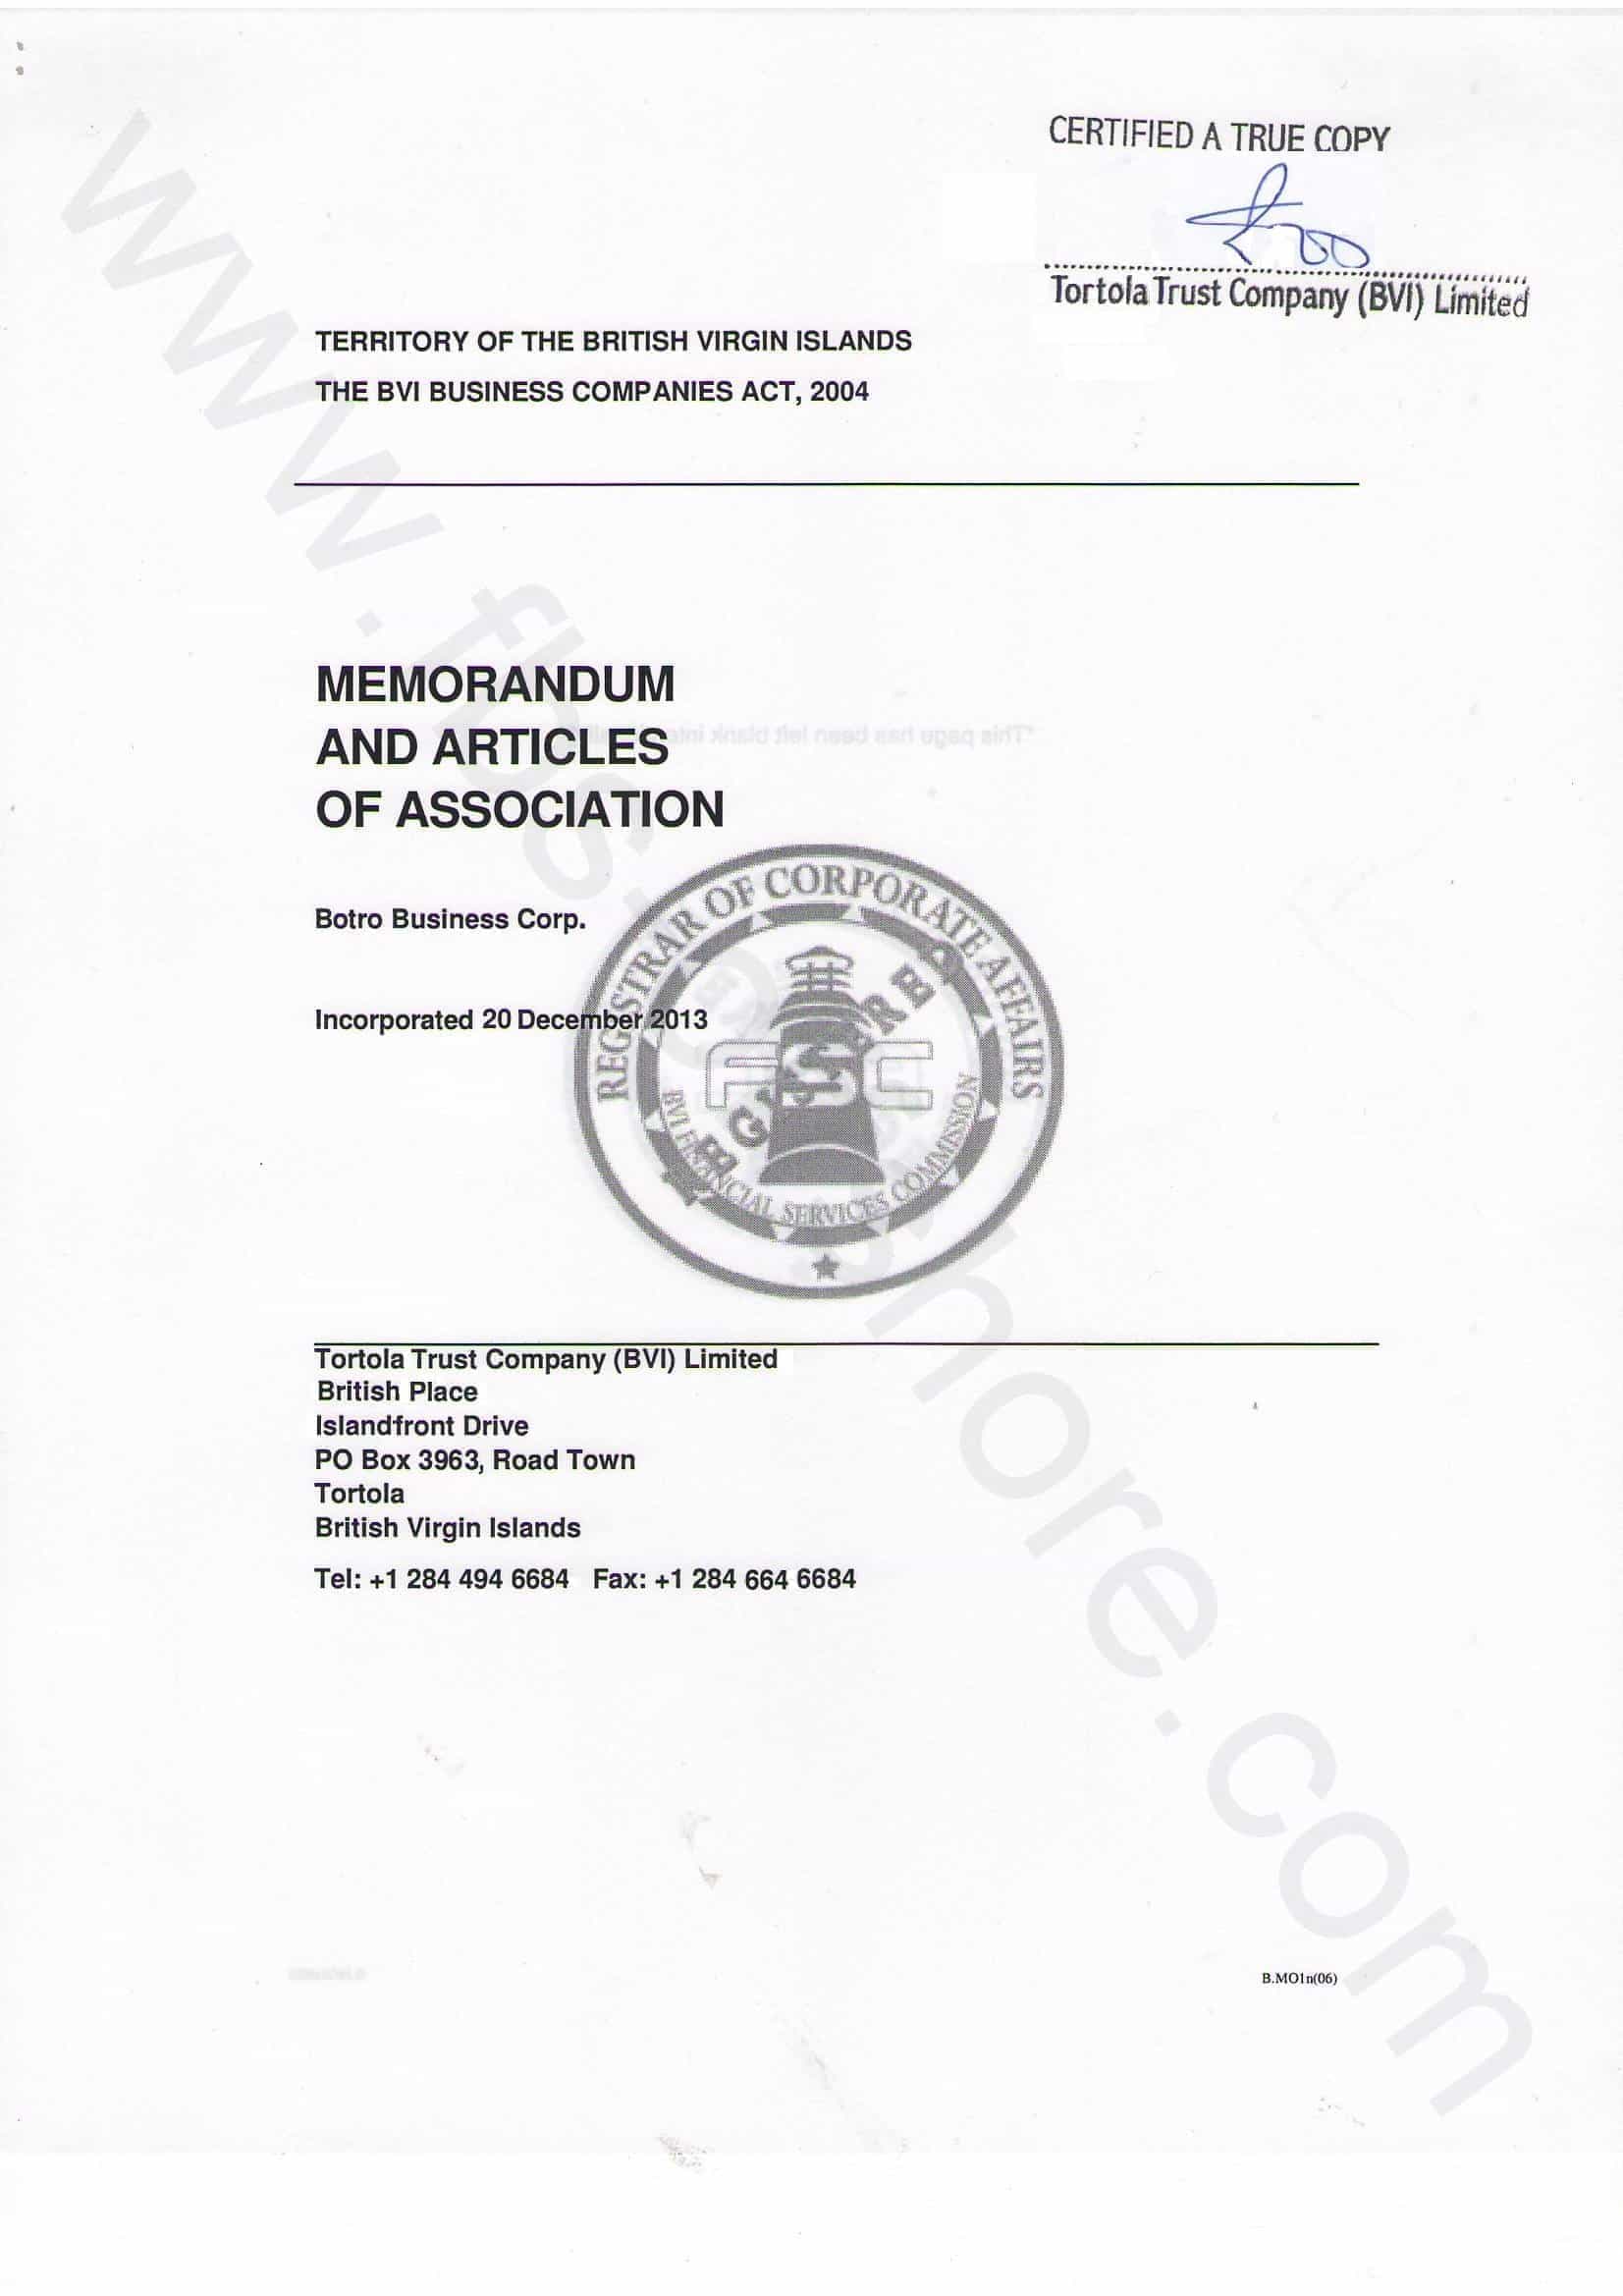 CERTIFIED A TRUE COPY
Tortola Trust Company (BVI) Limited
TERRITORY OF THE BRITISH VIRGIN ISLANDS
THE BVI BUSINESS COMPANIES ACT, 2004
MEMORANDUM
AND ARTICLES
OF ASSOCIATION
"This page has been left blank
Botro Business Corp.
Incorporated 20 December 2013
REGISTRAR OF CORPORATE AFFAIRS
REGISTERED
FSC
BVI FINANCIAL SERVICES COMMISSION
Tortola Trust Company (BVI) Limited
British Place
Islandfront Drive
PO Box 3963, Road Town
Tortola
British Virgin Islands
Tel: +1 284 494 6684 Fax: +1 284 664 6684
B.MO1n(06)